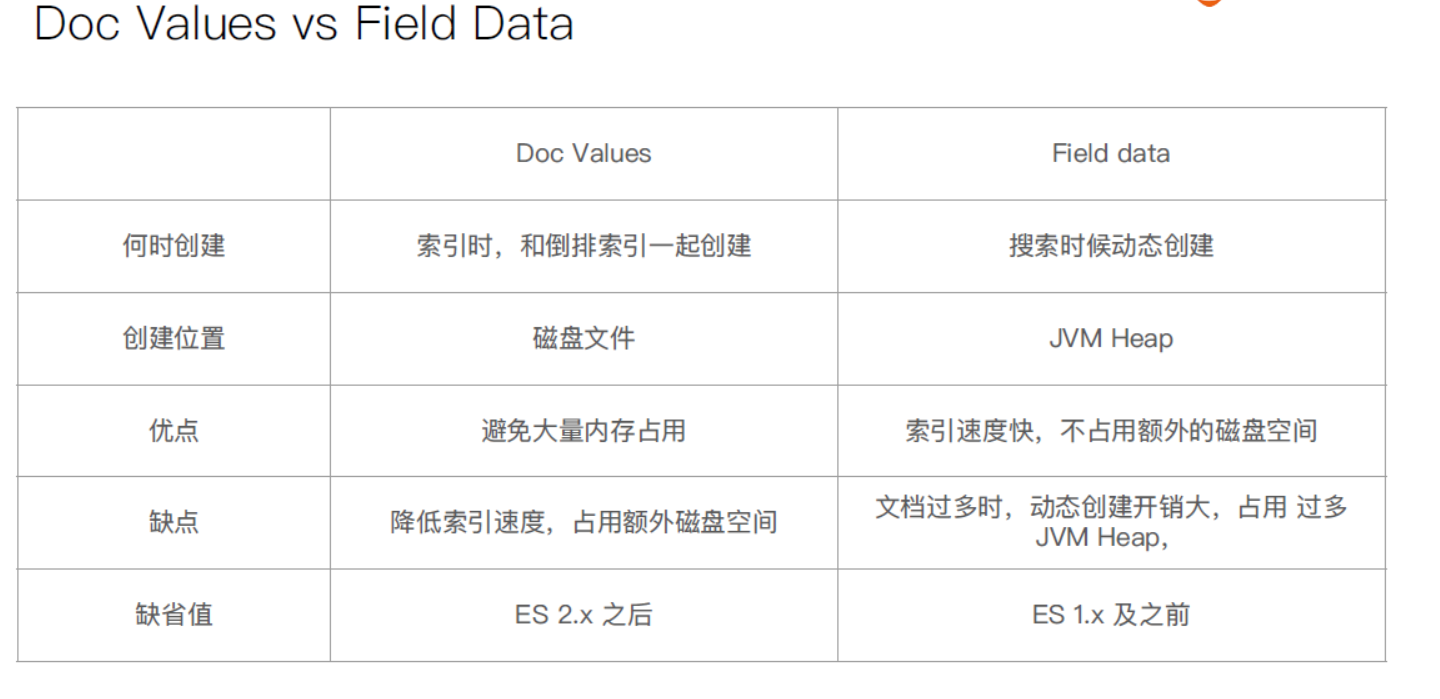 Doc Values vs Field Data
Doc Values
Field data
何时创建
索引时，和倒排索引一起创建
搜索时候动态创建
创建位置
磁盘文件
JVM Heap
优点
避免大量内存占用
索引速度快，不占用额外的磁盘空间
缺点
降低索引速度，占用额外磁盘空间
文档过多时，动态创建开销大，占用 过多
JVM Heap，
缺省值
ES 2.x 之后
ES 1.x 及之前